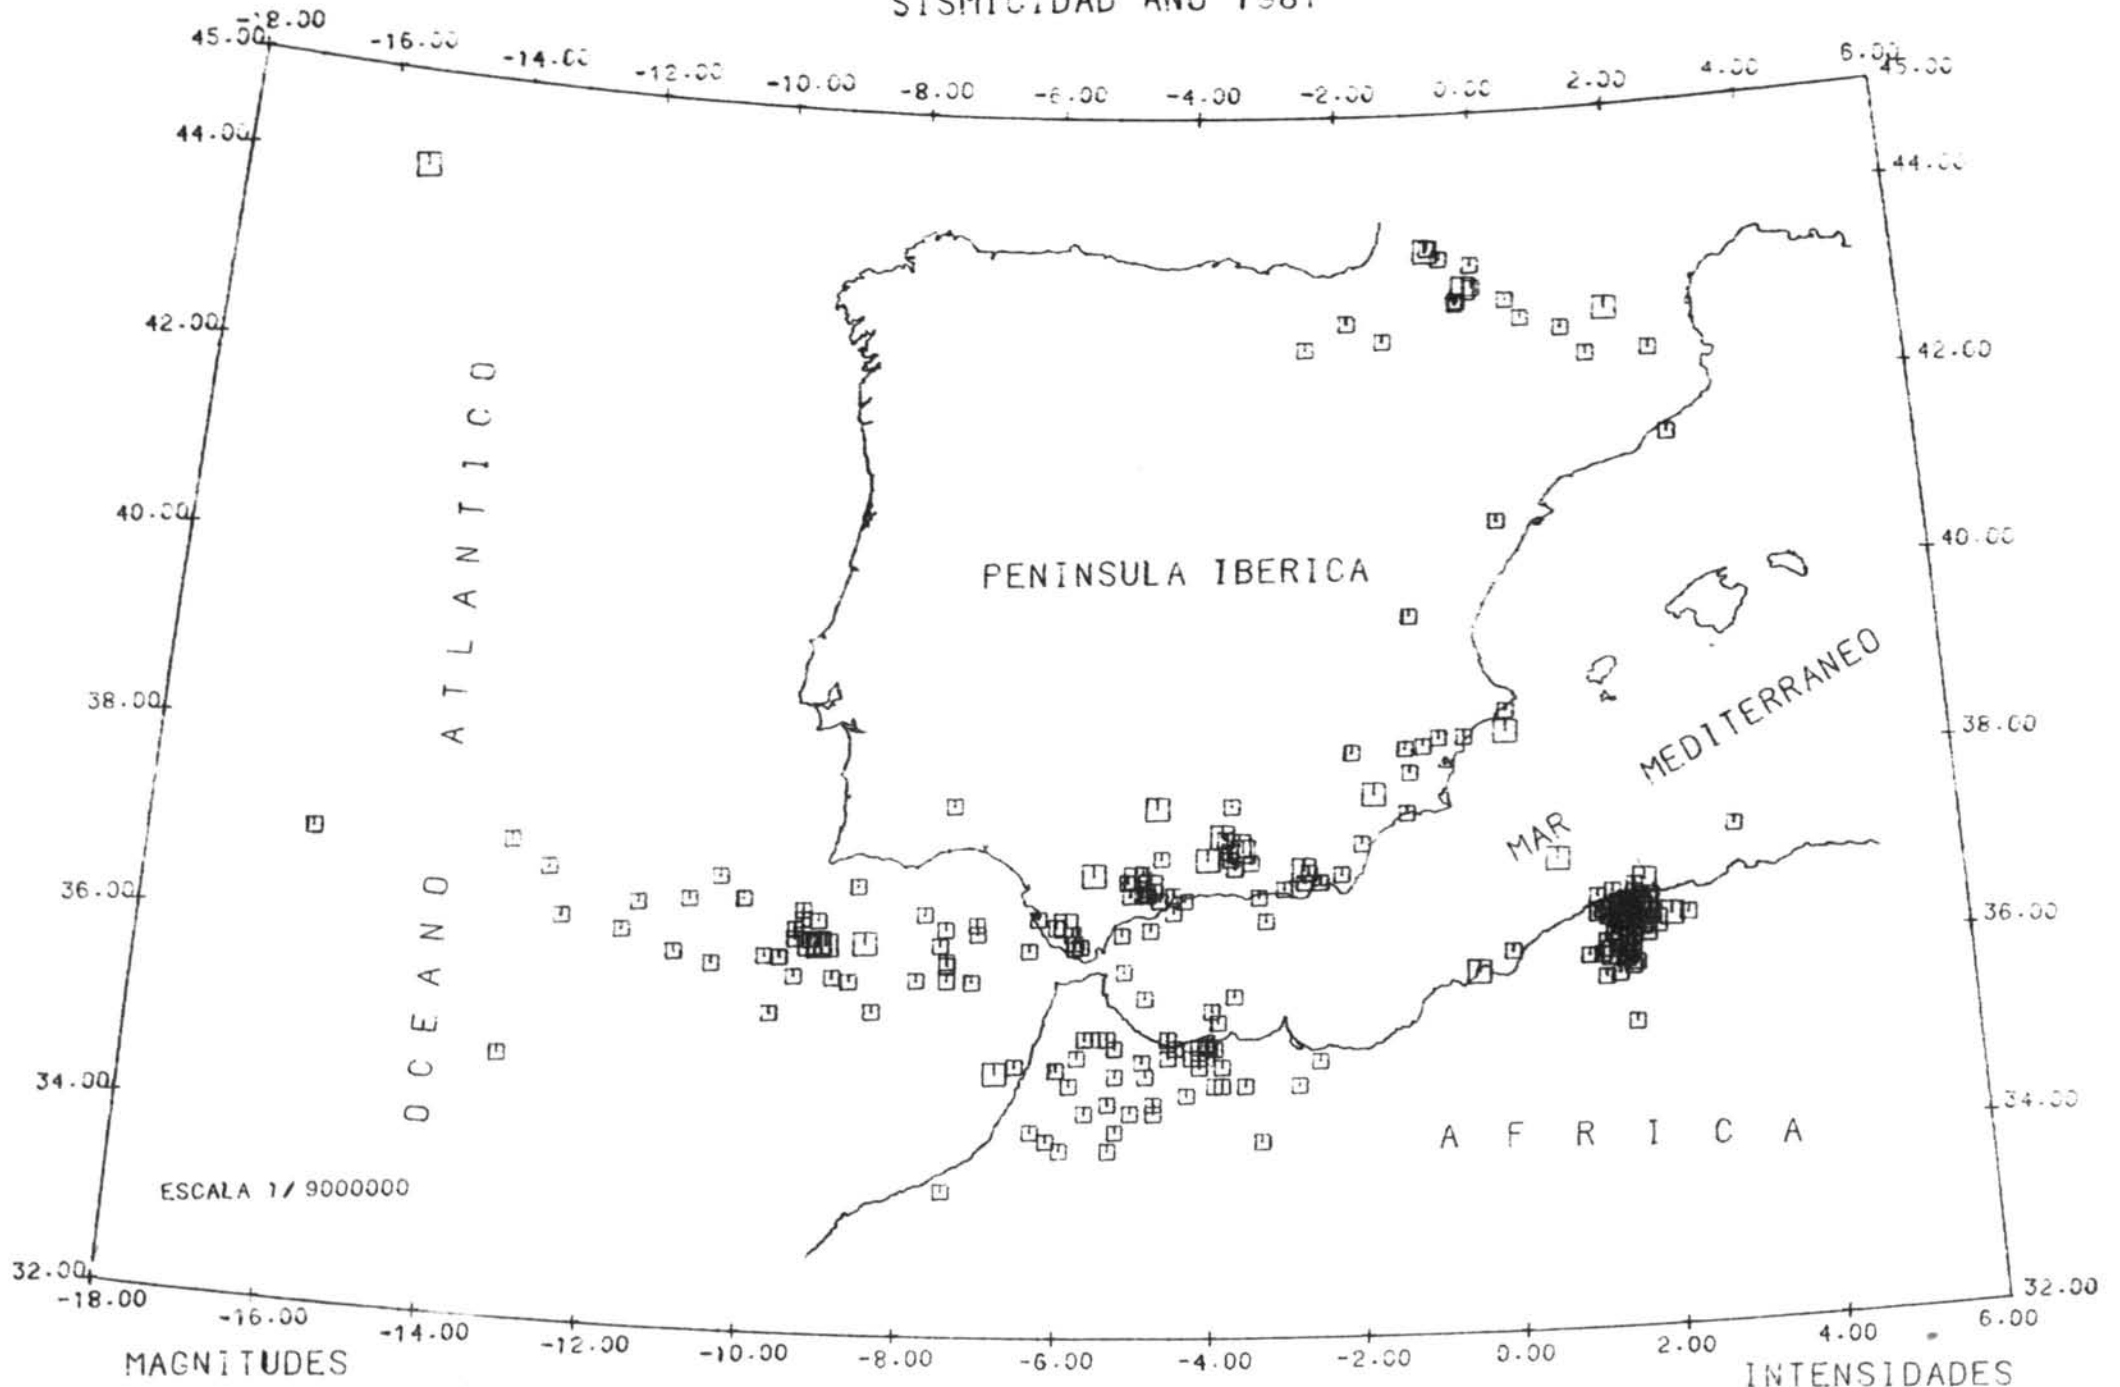 SISMICIDAD AÑO 1981
-18.00 -16.00 -14.00 -12.00 -10.00 -8.00 -6.00 -4.00 -2.00 0.00 2.00 4.00 6.00
45.00 45.00
44.00 44.00
42.00 42.00
40.00 40.00
38.00 38.00
36.00 36.00
34.00 34.00
32.00 32.00
OCEANO ATLANTICO
PENINSULA IBERICA
MAR MEDITERRANEO
AFRICA
ESCALA 1/9000000
-18.00 -16.00 -14.00 -12.00 -10.00 -8.00 -6.00 -4.00 -2.00 0.00 2.00 4.00 6.00
MAGNITUDES INTENSIDADES